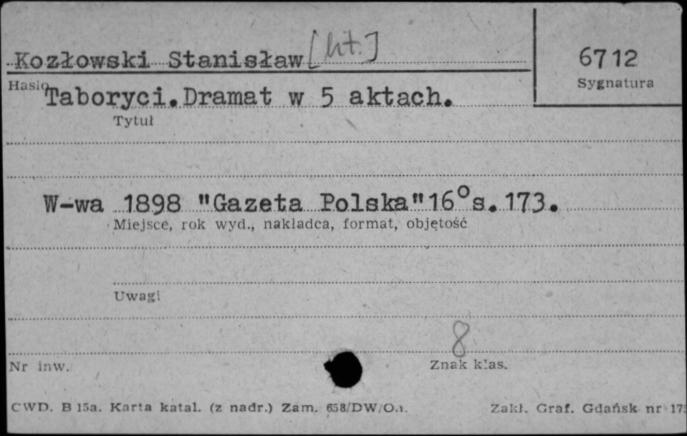 Kozłowski Stanisław [lit.]
6712
Sygnatura
Hasło
Taboryci. Dramat w 5 aktach.
Tytuł
W-wa 1898 "Gazeta Polska" 16° s. 173.
Miejsce, rok wyd., nakładca, format, objętość
Uwagi
8
Nr inw.
Znak klas.
CWD. B 15a. Karta katal. (z nadr.) Zam. 658/DW/O.
Zakł. Graf. Gdańsk nr